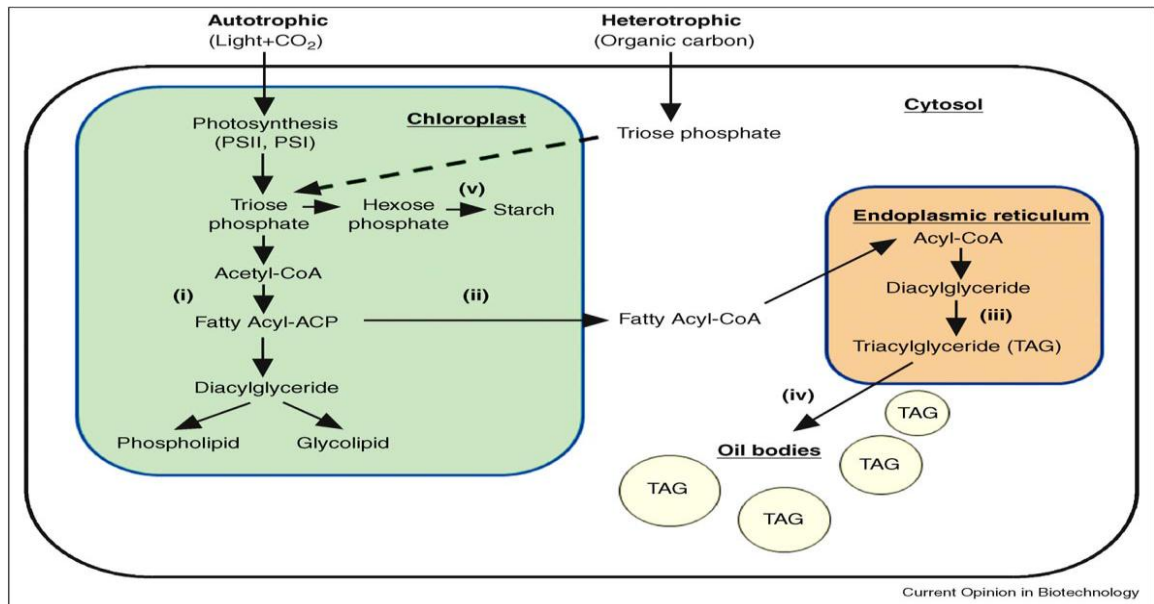 Autotrophic
(Light+CO₂)
Heterotrophic
(Organic carbon)
Cytosol
Chloroplast
Photosynthesis
(PSII, PSI)
Triose phosphate
Triose
phosphate
Hexose
phosphate
(v)
Starch
Acetyl-CoA
(i)
(ii)
Fatty Acyl-ACP
Fatty Acyl-CoA
Diacylglyceride
Phospholipid
Glycolipid
Endoplasmic reticulum
Acyl-CoA
Diacylglyceride
(iii)
Triacylglyceride (TAG)
(iv)
Oil bodies
TAG
TAG
TAG
TAG
Current Opinion in Biotechnology